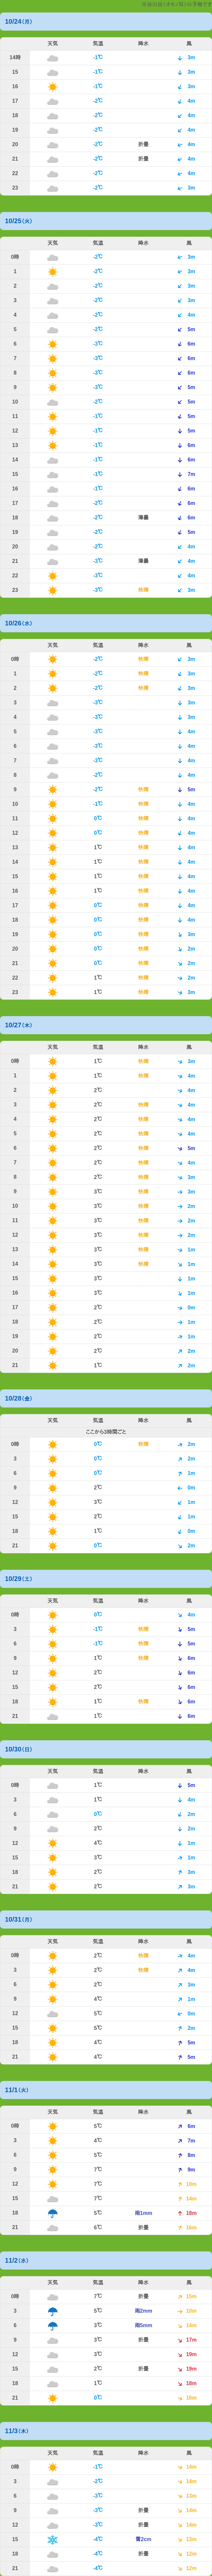 10/24(月)
天気 気温 降水 風
14時 -1℃ 3m
15 -1℃ 3m
16 -1℃ 3m
17 -2℃ 4m
18 -2℃ 4m
19 -2℃ 4m
20 -2℃ 折曇 4m
21 -2℃ 折曇 4m
22 -2℃ 4m
23 -2℃ 3m
10/25(火)
天気 気温 降水 風
0時 -2℃ 3m
1 -2℃ 3m
2 -2℃ 3m
3 -2℃ 3m
4 -2℃ 4m
5 -2℃ 5m
6 -3℃ 6m
7 -3℃ 6m
8 -3℃ 6m
9 -3℃ 5m
10 -2℃ 5m
11 -1℃ 5m
12 -1℃ 5m
13 -1℃ 6m
14 -1℃ 6m
15 -1℃ 7m
16 -1℃ 6m
17 -2℃ 6m
18 -2℃ 薄曇 6m
19 -2℃ 5m
20 -2℃ 4m
21 -3℃ 薄曇 4m
22 -3℃ 4m
23 -3℃ 快晴 3m
10/26(水)
天気 気温 降水 風
0時 -2℃ 快晴 3m
1 -2℃ 快晴 3m
2 -2℃ 快晴 3m
3 -3℃ 3m
4 -3℃ 3m
5 -3℃ 4m
6 -3℃ 4m
7 -3℃ 4m
8 -2℃ 4m
9 -2℃ 快晴 5m
10 -1℃ 快晴 4m
11 0℃ 快晴 4m
12 0℃ 快晴 4m
13 1℃ 快晴 4m
14 1℃ 快晴 4m
15 1℃ 快晴 4m
16 1℃ 快晴 4m
17 0℃ 快晴 4m
18 0℃ 快晴 4m
19 0℃ 快晴 3m
20 0℃ 快晴 2m
21 0℃ 快晴 2m
22 1℃ 快晴 2m
23 1℃ 快晴 3m
10/27(木)
天気 気温 降水 風
0時 1℃ 快晴 3m
1 1℃ 快晴 4m
2 2℃ 4m
3 2℃ 快晴 4m
4 2℃ 快晴 4m
5 2℃ 快晴 4m
6 2℃ 快晴 5m
7 2℃ 快晴 4m
8 2℃ 快晴 3m
9 3℃ 快晴 3m
10 3℃ 快晴 2m
11 3℃ 快晴 2m
12 3℃ 快晴 2m
13 3℃ 快晴 1m
14 3℃ 快晴 1m
15 3℃ 1m
16 3℃ 1m
17 2℃ 0m
18 2℃ 1m
19 2℃ 1m
20 2℃ 2m
21 1℃ 2m
10/28(金)
天気 気温 降水 風
ここから3時間ごと
0時 0℃ 快晴 2m
3 0℃ 2m
6 0℃ 1m
9 2℃ 0m
12 3℃ 1m
15 2℃ 1m
18 1℃ 0m
21 0℃ 2m
10/29(土)
天気 気温 降水 風
0時 0℃ 4m
3 -1℃ 快晴 5m
6 -1℃ 快晴 5m
9 1℃ 快晴 6m
12 2℃ 6m
15 2℃ 6m
18 1℃ 快晴 6m
21 1℃ 6m
10/30(日)
天気 気温 降水 風
0時 1℃ 5m
3 1℃ 4m
6 0℃ 2m
9 2℃ 2m
12 4℃ 1m
15 3℃ 1m
18 2℃ 3m
21 2℃ 3m
10/31(月)
天気 気温 降水 風
0時 2℃ 快晴 4m
3 2℃ 快晴 4m
6 2℃ 3m
9 4℃ 1m
12 5℃ 0m
15 5℃ 2m
18 4℃ 5m
21 4℃ 5m
11/1(火)
天気 気温 降水 風
0時 5℃ 6m
3 4℃ 7m
6 5℃ 8m
9 7℃ 9m
12 7℃ 10m
15 7℃ 14m
18 5℃ 雨1mm 18m
21 6℃ 折曇 16m
11/2(水)
天気 気温 降水 風
0時 7℃ 折曇 15m
3 5℃ 雨2mm 10m
6 3℃ 雨5mm 14m
9 3℃ 折曇 17m
12 3℃ 19m
15 2℃ 折曇 19m
18 1℃ 18m
21 0℃ 16m
11/3(木)
天気 気温 降水 風
0時 -1℃ 14m
3 -2℃ 14m
6 -3℃ 13m
9 -3℃ 折曇 14m
12 -3℃ 折曇 14m
15 -4℃ 雪2cm 13m
18 -4℃ 折曇 12m
21 -4℃ 12m